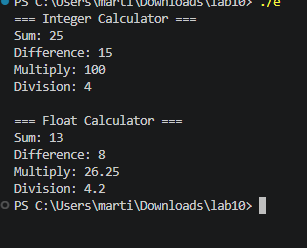 PS C:\Users\marti\Downloads\lab10> ./e
=== Integer Calculator ===
Sum: 25
Difference: 15
Multiply: 100
Division: 4
=== Float Calculator ===
Sum: 13
Difference: 8
Multiply: 26.25
Division: 4.2
PS C:\Users\marti\Downloads\lab10>